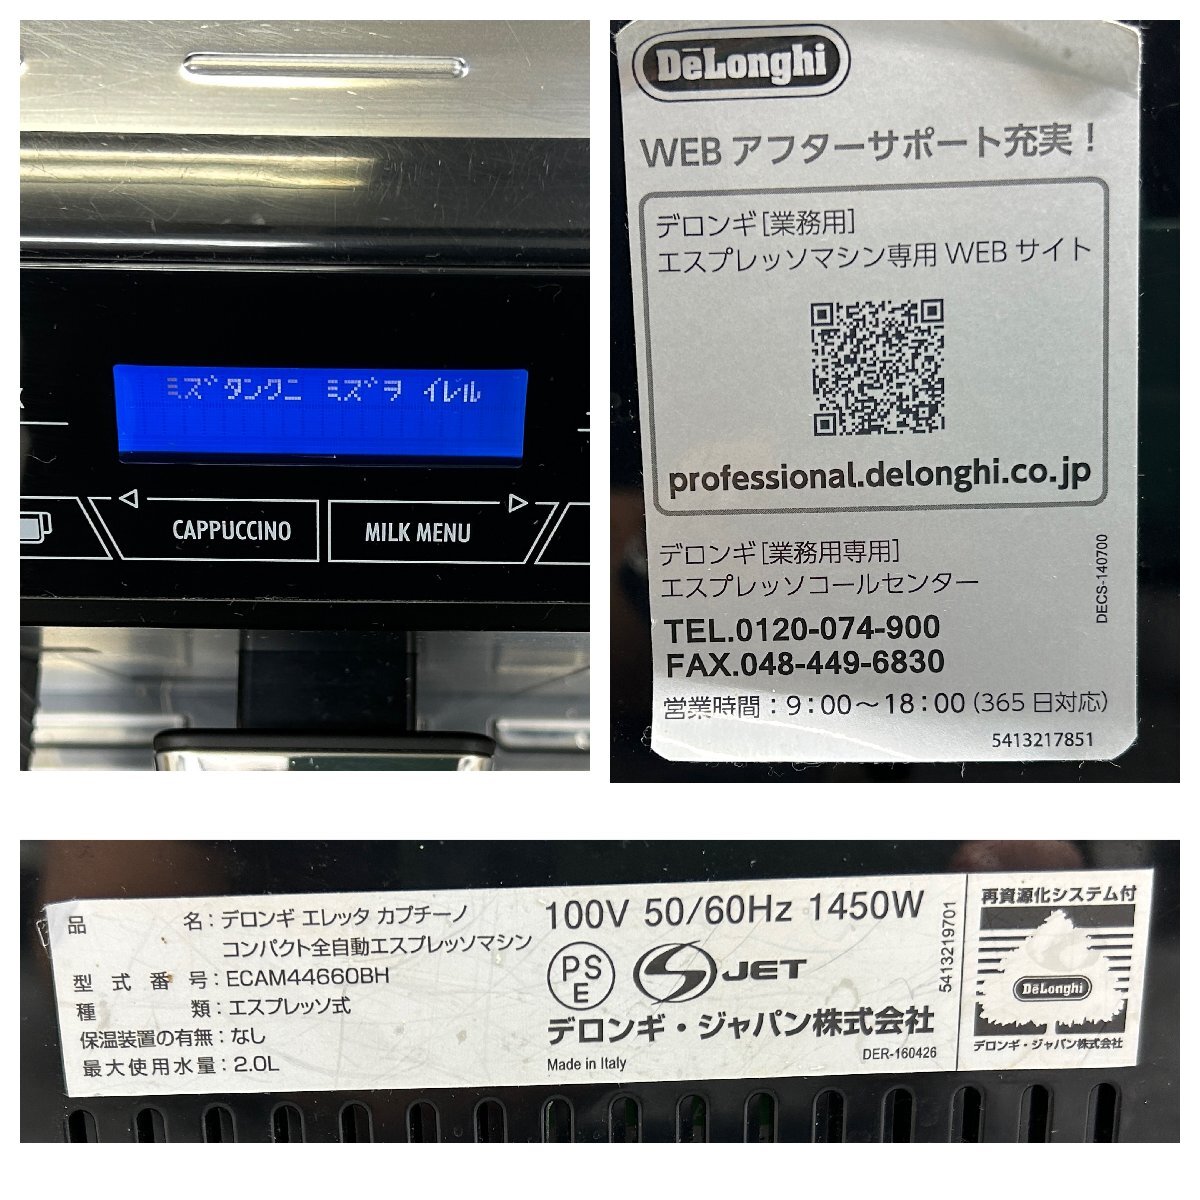 ミズタンクニ ミズヲ イレル
CAPPUCCINO
MILK MENU
DeLonghi
WEB アフターサポート充実！
デロンギ[業務用]
エスプレッソマシン専用 WEB サイト
professional.delonghi.co.jp
デロンギ[業務用専用]
エスプレッソコールセンター
TEL.0120-074-900
FAX.048-449-6830
営業時間：9：00～18：00（365 日対応）
5413217851
DECS-140700
品 名：デロンギ エレッタ カプチーノ
コンパクト全自動エスプレッソマシン
型 式 番 号：ECAM44660BH
種 類：エスプレッソ式
保温装置の有無：なし
最大使用水量：2.0L
100V 50/60Hz 1450W
PS
E
JET
デロンギ・ジャパン株式会社
Made in Italy
DER-160426
5413219701
再資源化システム付
DeLonghi
デロンギ・ジャパン株式会社